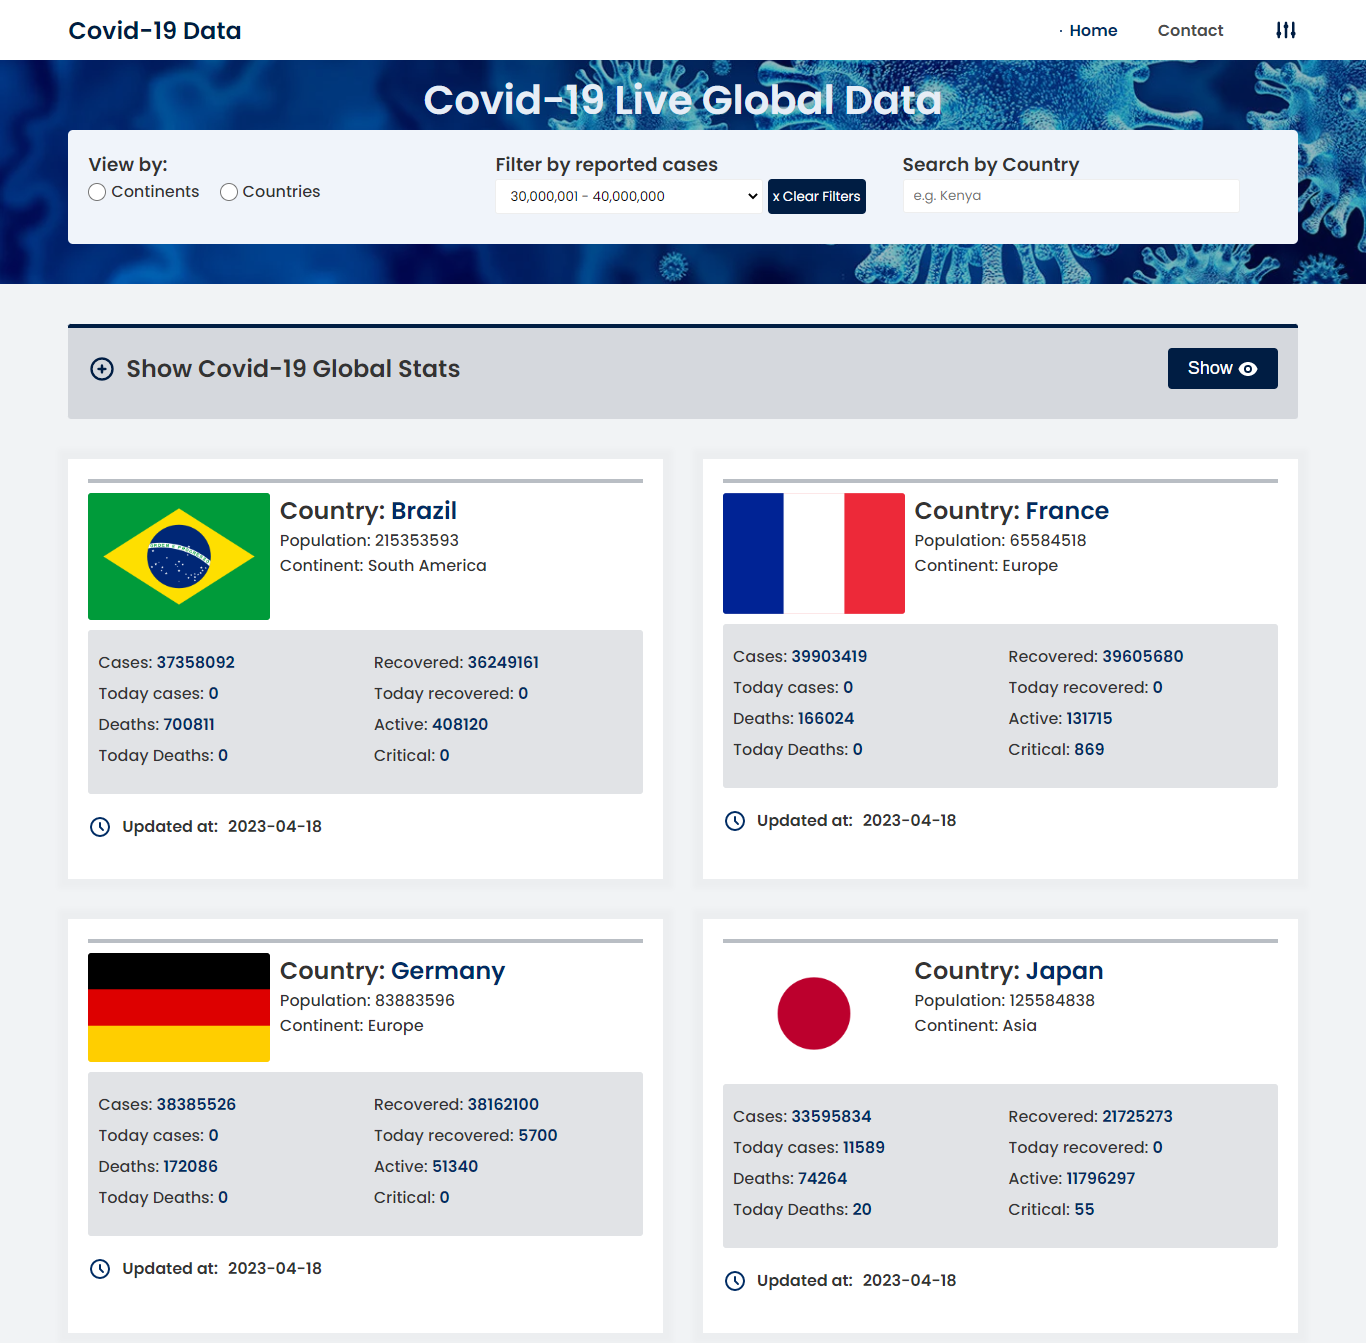 Covid-19 Data
· Home Contact
Covid-19 Live Global Data
View by:
Continents Countries
Filter by reported cases
30,000,001 - 40,000,000 x Clear Filters
Search by Country
e.g. Kenya
Show Covid-19 Global Stats
Show
Country: Brazil
Population: 215353593
Continent: South America
Cases: 37358092 Recovered: 36249161
Today cases: 0 Today recovered: 0
Deaths: 700811 Active: 408120
Today Deaths: 0 Critical: 0
Updated at: 2023-04-18
Country: France
Population: 65584518
Continent: Europe
Cases: 39903419 Recovered: 39605680
Today cases: 0 Today recovered: 0
Deaths: 166024 Active: 131715
Today Deaths: 0 Critical: 869
Updated at: 2023-04-18
Country: Germany
Population: 83883596
Continent: Europe
Cases: 38385526 Recovered: 38162100
Today cases: 0 Today recovered: 5700
Deaths: 172086 Active: 51340
Today Deaths: 0 Critical: 0
Updated at: 2023-04-18
Country: Japan
Population: 125584838
Continent: Asia
Cases: 33595834 Recovered: 21725273
Today cases: 11589 Today recovered: 0
Deaths: 74264 Active: 11796297
Today Deaths: 20 Critical: 55
Updated at: 2023-04-18